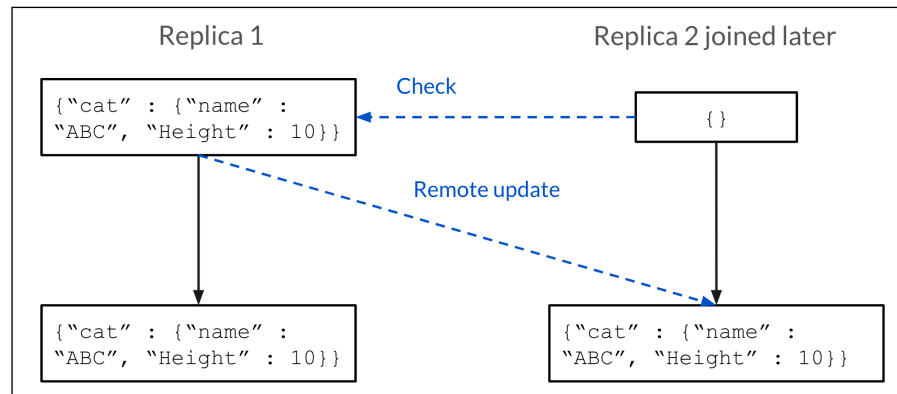 Replica 1
Replica 2 joined later
{“cat” : {“name” :
“ABC”, “Height” : 10}}
Check
{}
Remote update
{“cat” : {“name” :
“ABC”, “Height” : 10}}
{“cat” : {“name” :
“ABC”, “Height” : 10}}